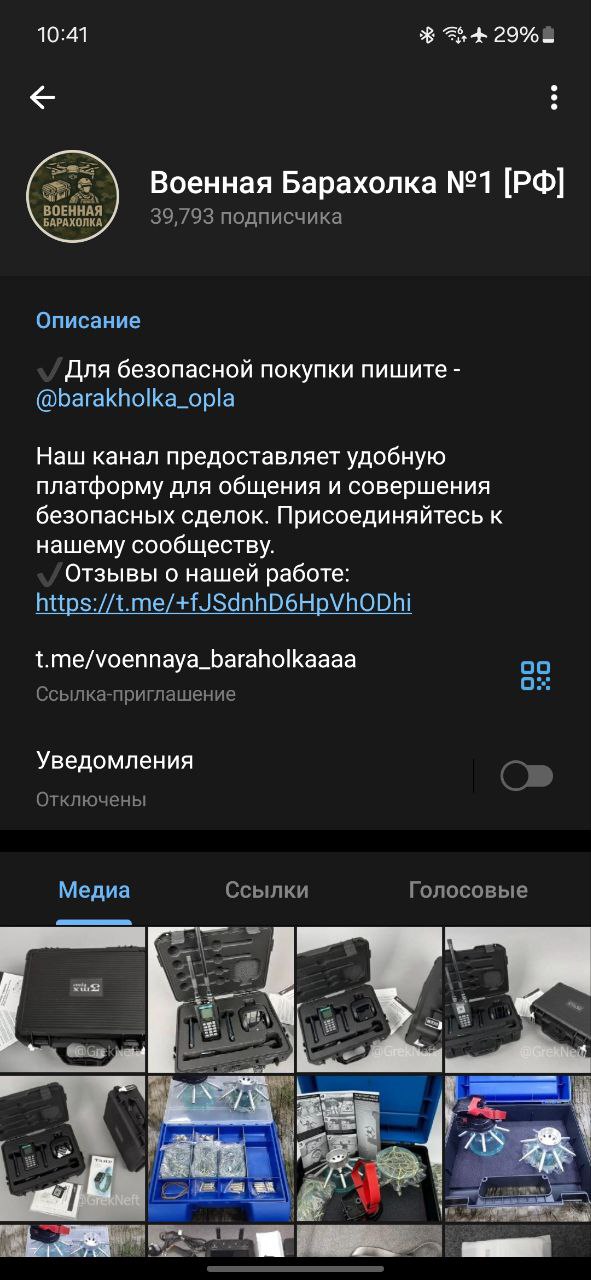 10:41
29%
ВОЕННАЯ
БАРАХОЛКА
Военная Барахолка №1 [РФ]
39,793 подписчика
Описание
✔Для безопасной покупки пишите -
@barakholka_opla
Наш канал предоставляет удобную
платформу для общения и совершения
безопасных сделок. Присоединяйтесь к
нашему сообществу.
✔Отзывы о нашей работе:
https://t.me/+fJSdnhD6HpVhODhi
t.me/voennaya_baraholkaaaa
Ссылка-приглашение
Уведомления
Отключены
Медиа
Ссылки
Голосовые
@GrekNeft
@GrekNeft
@GrekNeft
@GrekNeft